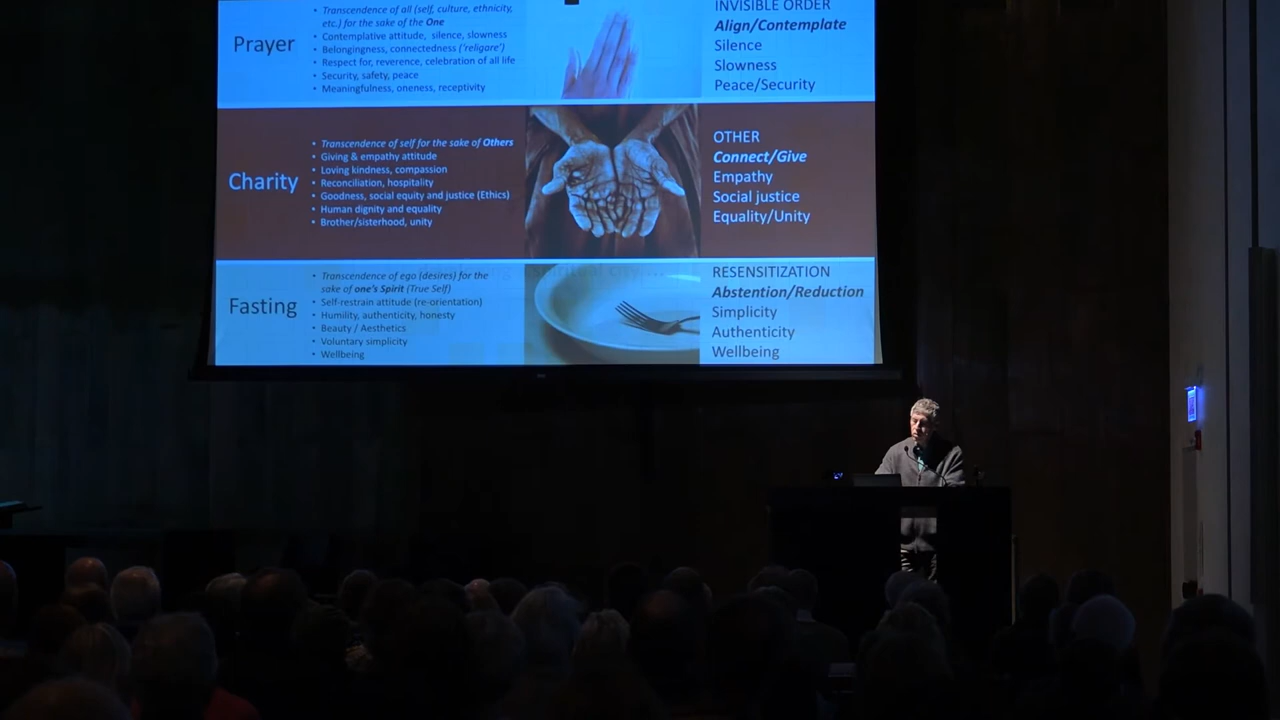 Prayer
• Transcendence of all (self, culture, ethnicity,
etc.) for the sake of the One
• Contemplative attitude, silence, slowness
• Belongingness, connectedness ('religare')
• Respect for, reverence, celebration of all life
• Security, safety, peace
• Meaningfulness, oneness, receptivity
INVISIBLE ORDER
Align/Contemplate
Silence
Slowness
Peace/Security
Charity
• Transcendence of self for the sake of Others
• Giving & empathy attitude
• Loving kindness, compassion
• Reconciliation, hospitality
• Goodness, social equity and justice (Ethics)
• Human dignity and equality
• Brother/sisterhood, unity
OTHER
Connect/Give
Empathy
Social justice
Equality/Unity
Fasting
• Transcendence of ego (desires) for the
sake of one's Spirit (True Self)
• Self-restrain attitude (re-orientation)
• Humility, authenticity, honesty
• Beauty / Aesthetics
• Voluntary simplicity
• Wellbeing
RESENSITIZATION
Abstention/Reduction
Simplicity
Authenticity
Wellbeing